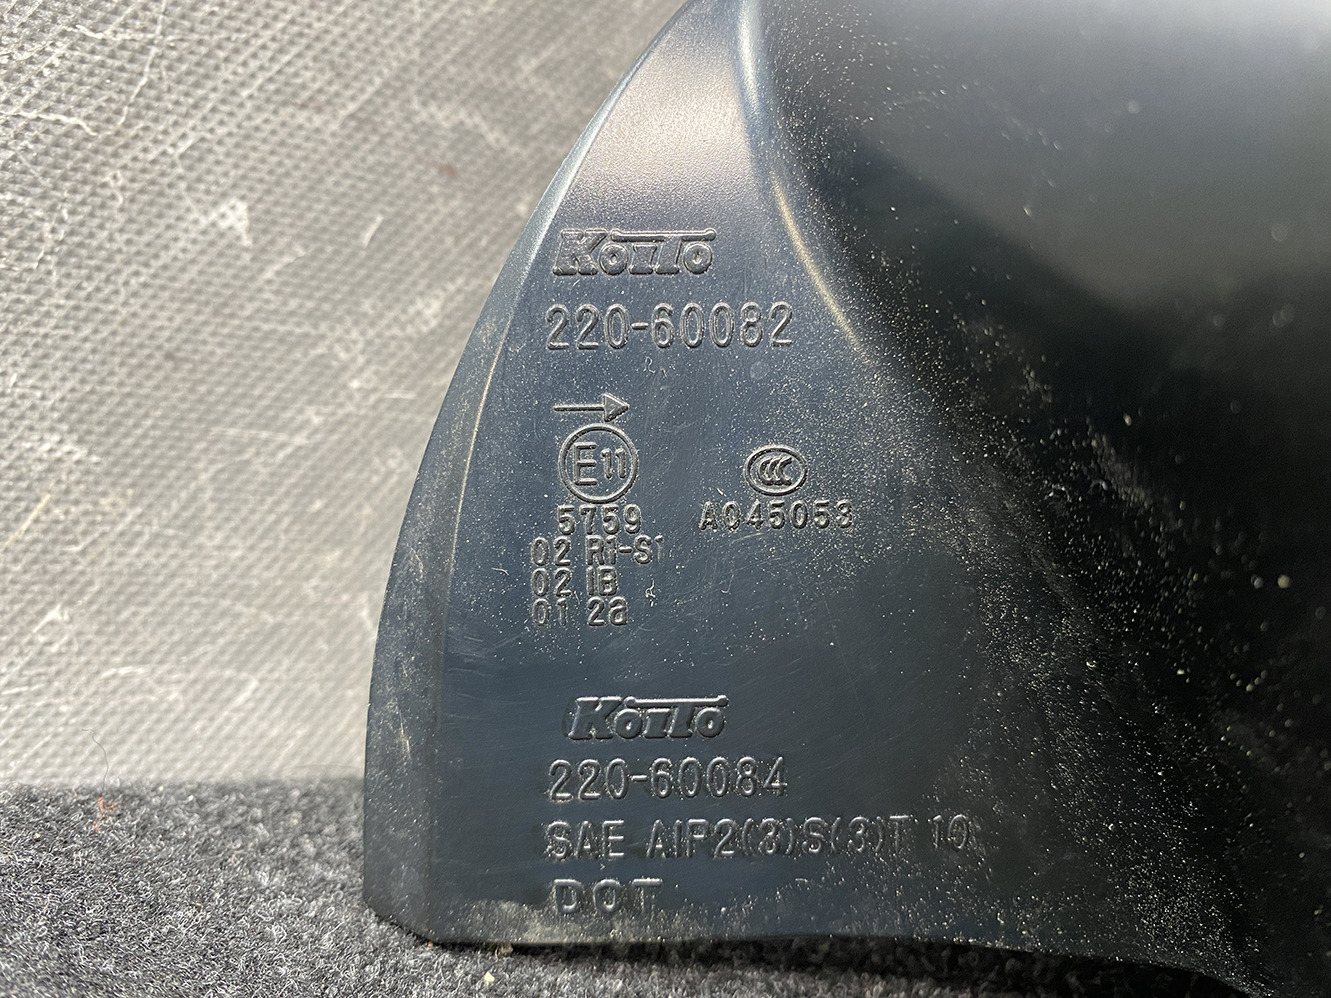 KOITO
220-60082
→
E11
CCC
5759
A045053
02 R1-S1
02 IB
01 2a
KOITO
220-60084
SAE AIP2(3)S(3)T 10
DOT